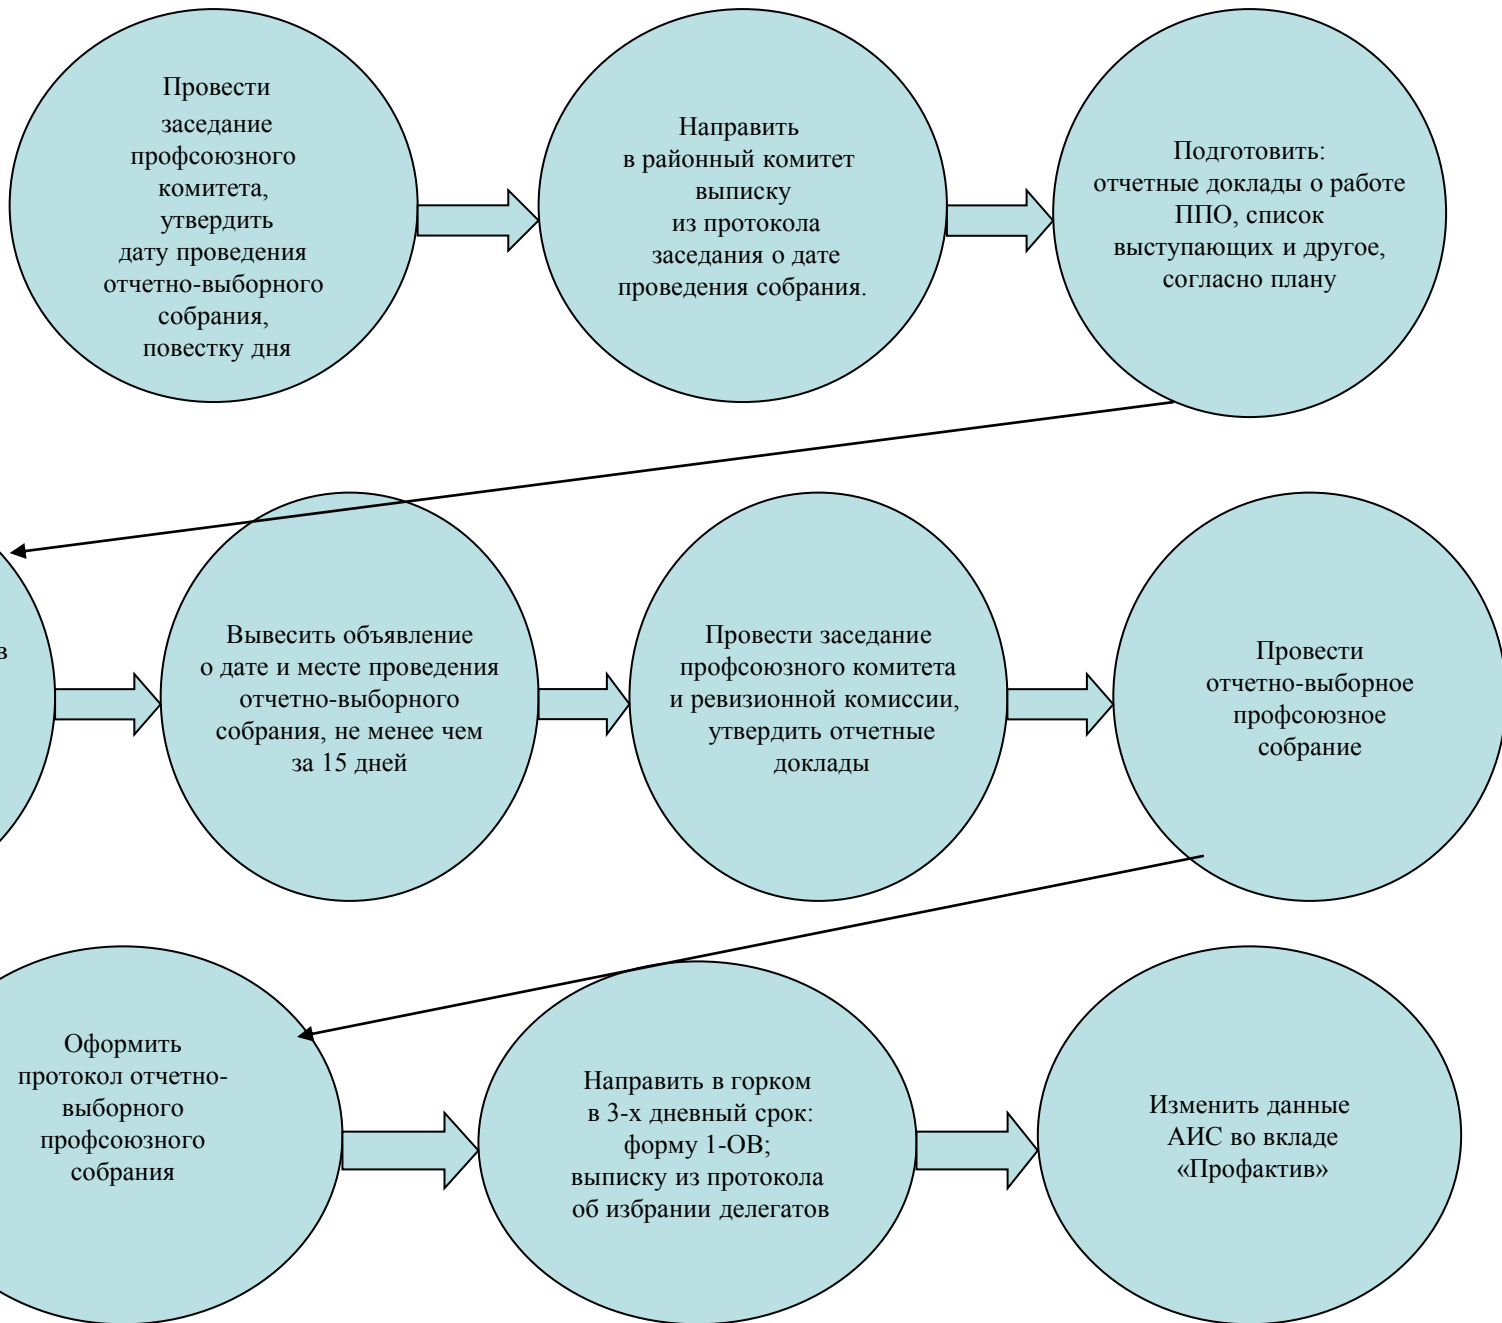 Провести
заседание
профсоюзного
комитета,
утвердить
дату проведения
отчетно-выборного
собрания,
повестку дня
Направить
в районный комитет
выписку
из протокола
заседания о дате
проведения собрания.
Подготовить:
отчетные доклады о работе
ППО, список
выступающих и другое,
согласно плану
в
Вывесить объявление
о дате и месте проведения
отчетно-выборного
собрания, не менее чем
за 15 дней
Провести заседание
профсоюзного комитета
и ревизионной комиссии,
утвердить отчетные
доклады
Провести
отчетно-выборное
профсоюзное
собрание
Оформить
протокол отчетно-
выборного
профсоюзного
собрания
Направить в горком
в 3-х дневный срок:
форму 1-ОВ;
выписку из протокола
об избрании делегатов
Изменить данные
АИС во вкладе
«Профактив»